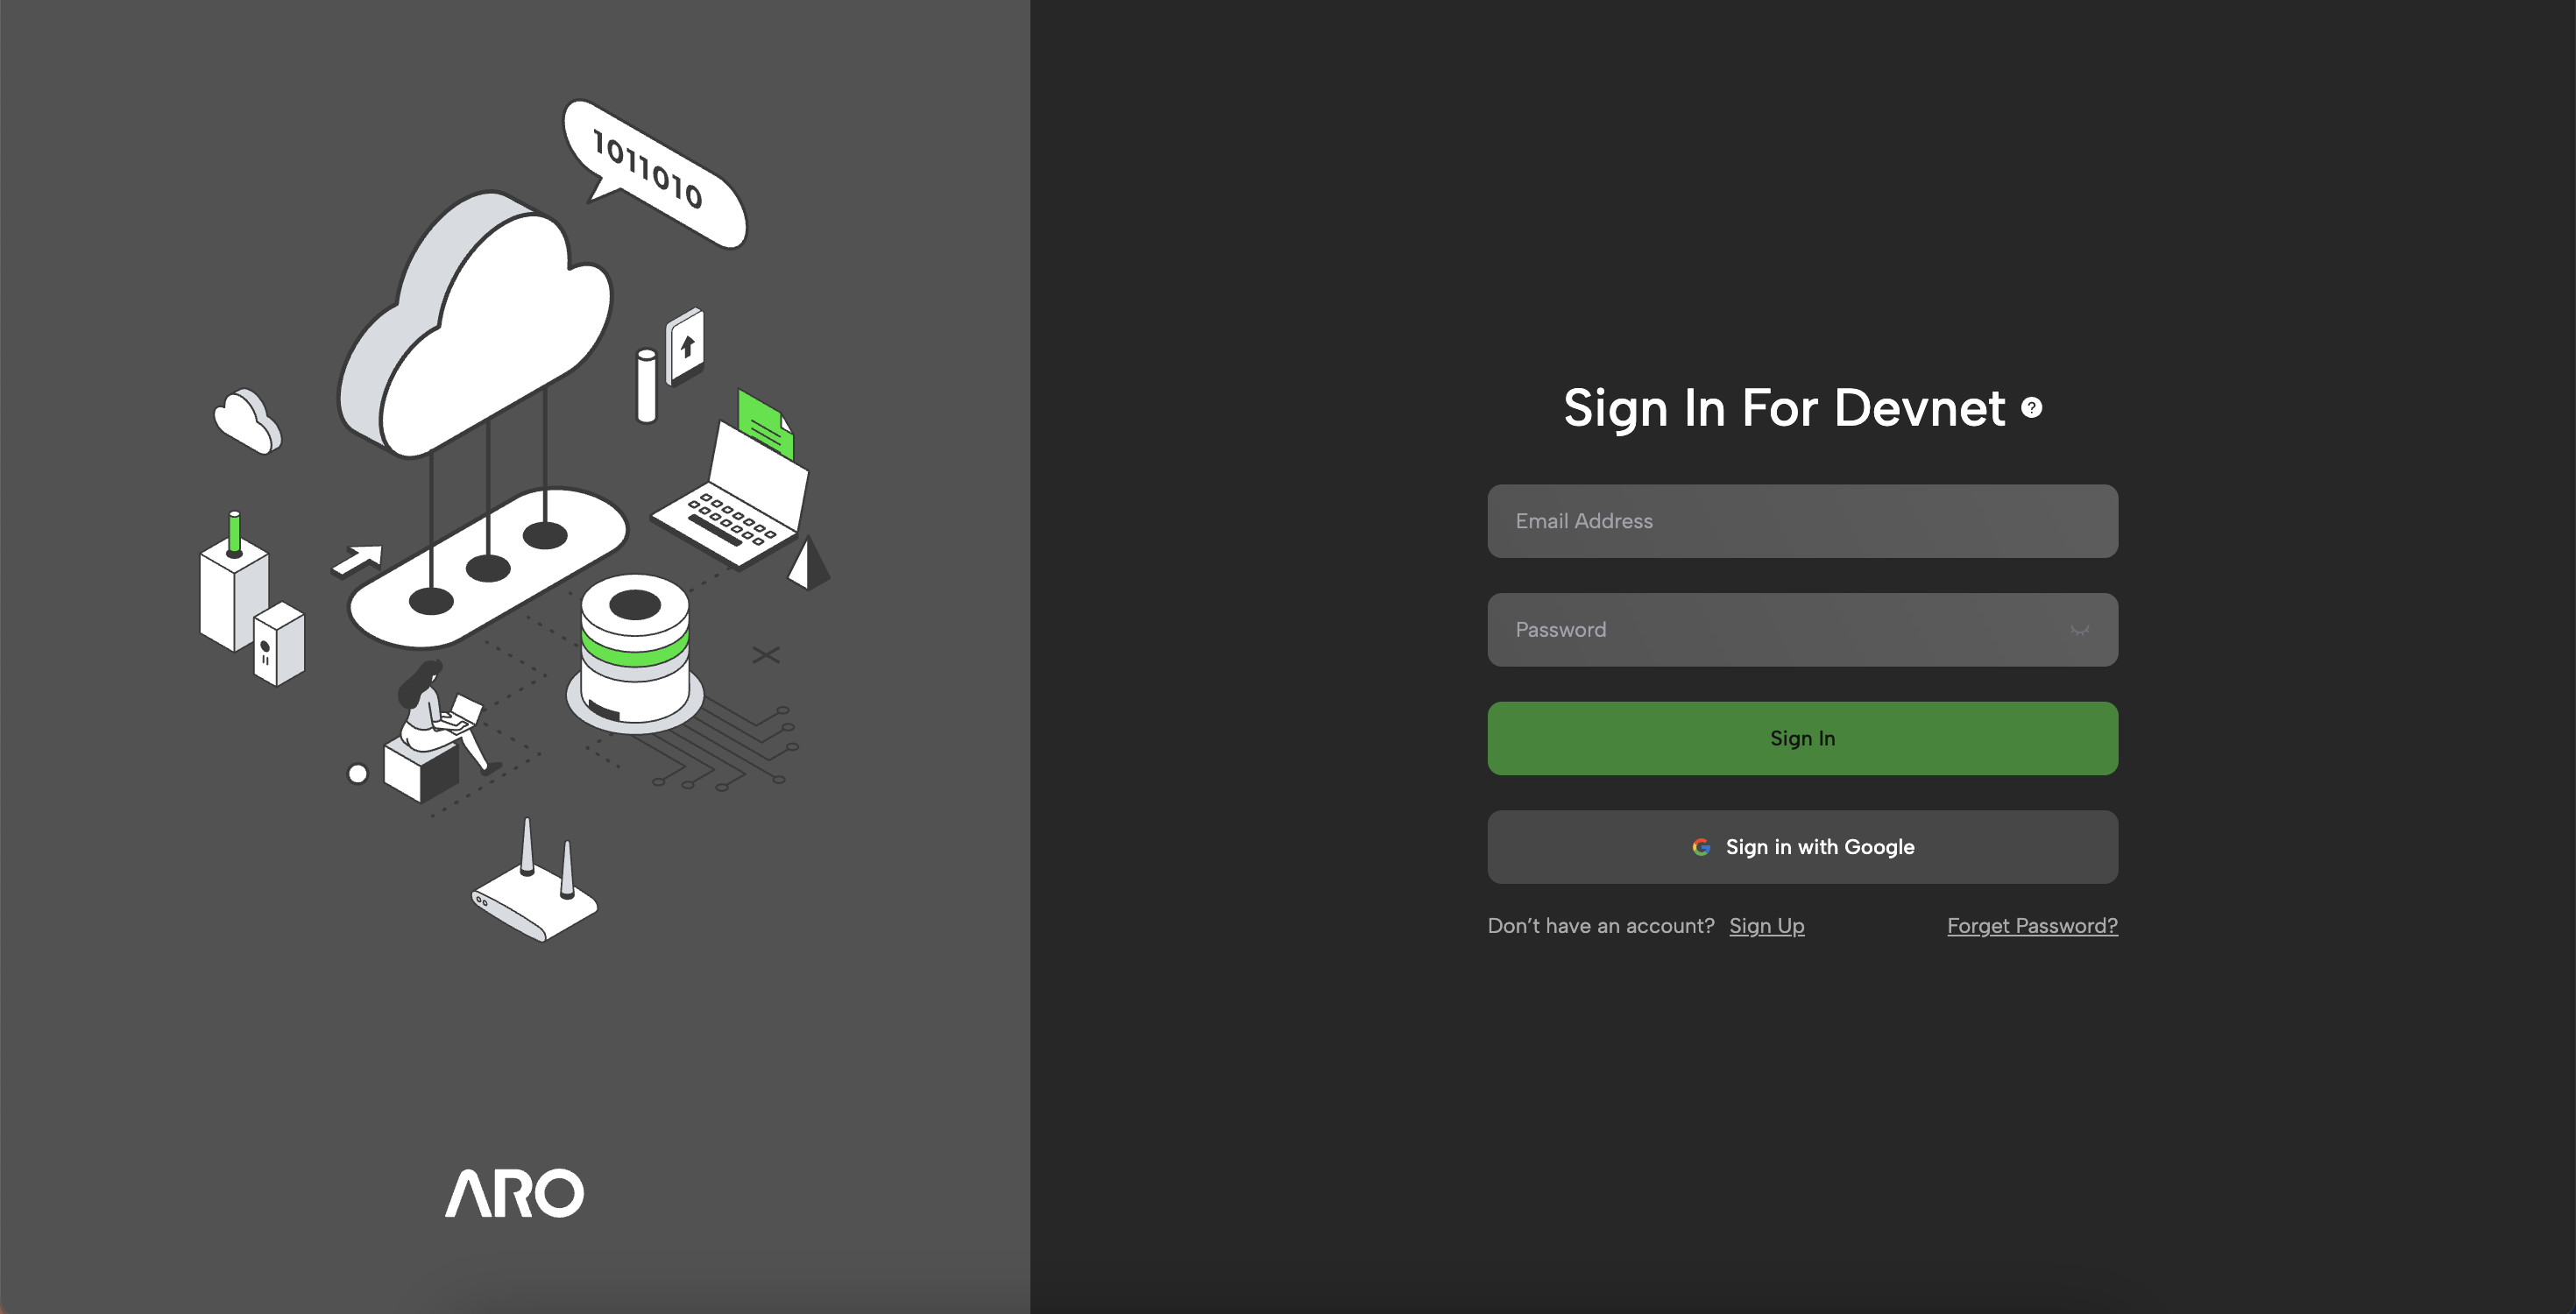 1011010
ARO
Sign In For Devnet ?
Email Address
Password
Sign In
Sign in with Google
Don’t have an account? Sign Up Forget Password?